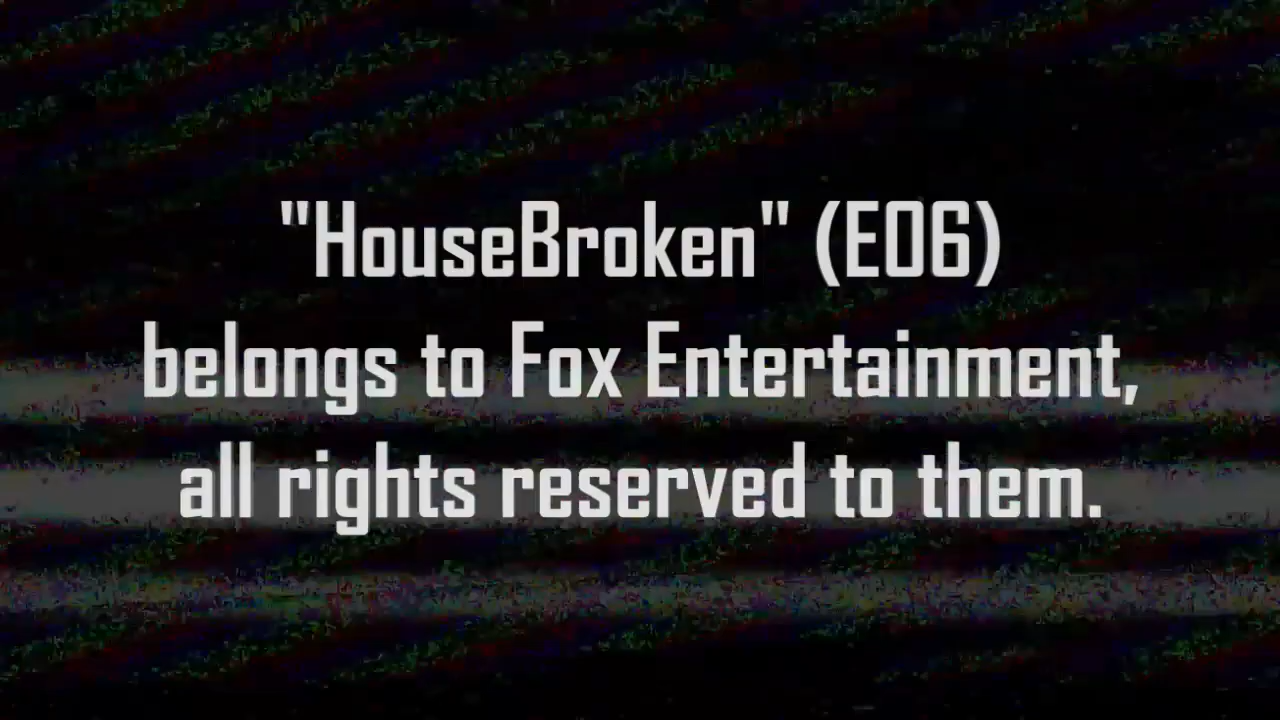 "HouseBroken" (E06)
belongs to Fox Entertainment,
all rights reserved to them.